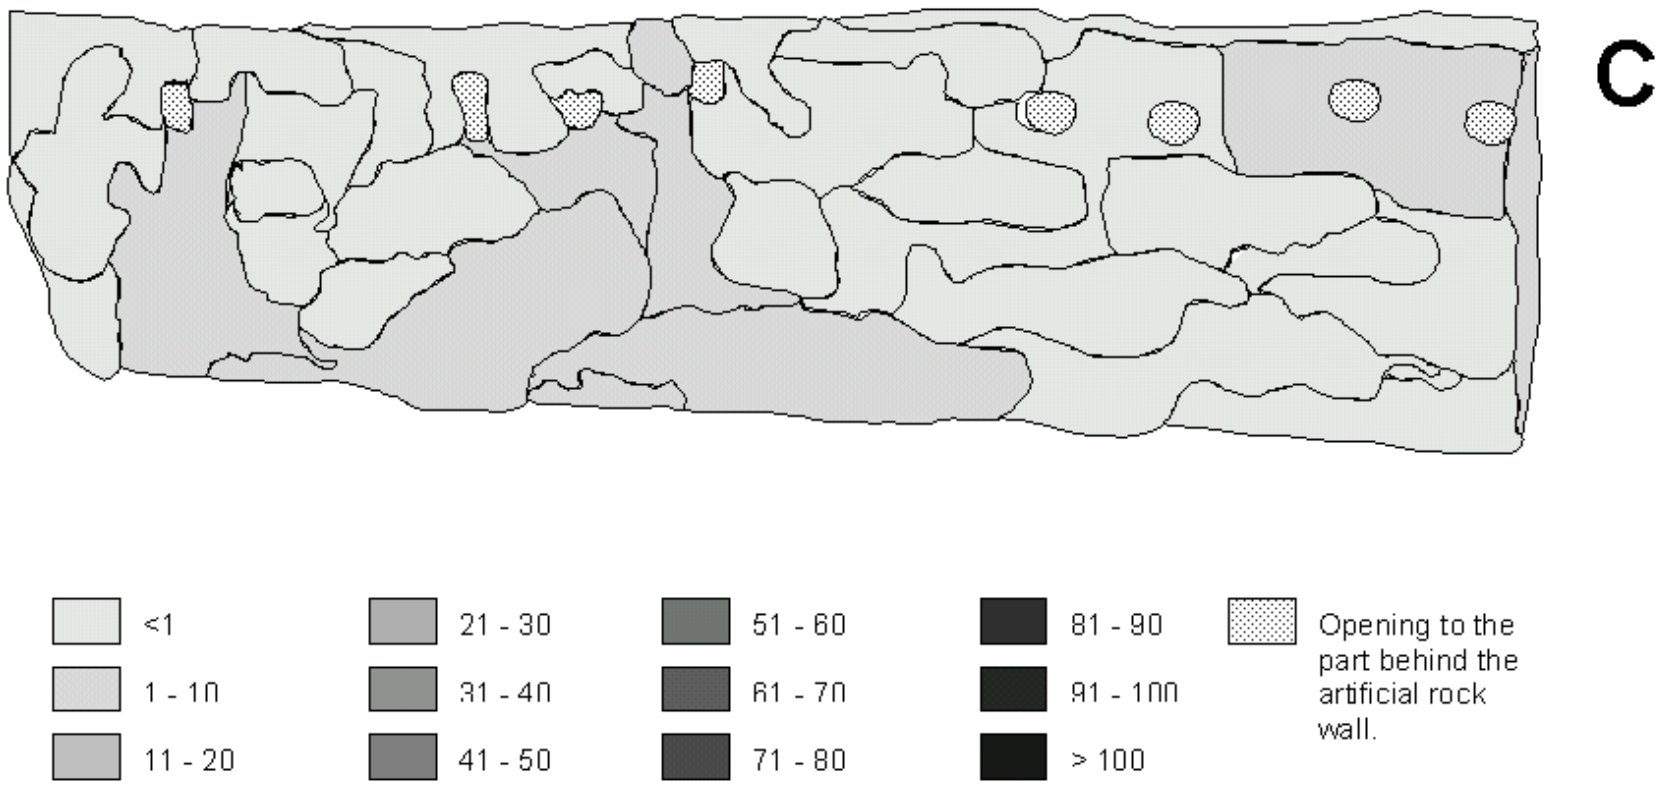 C
<1
1 - 10
11 - 20
21 - 30
31 - 40
41 - 50
51 - 60
61 - 70
71 - 80
81 - 90
91 - 100
> 100
Opening to the
part behind the
artificial rock
wall.